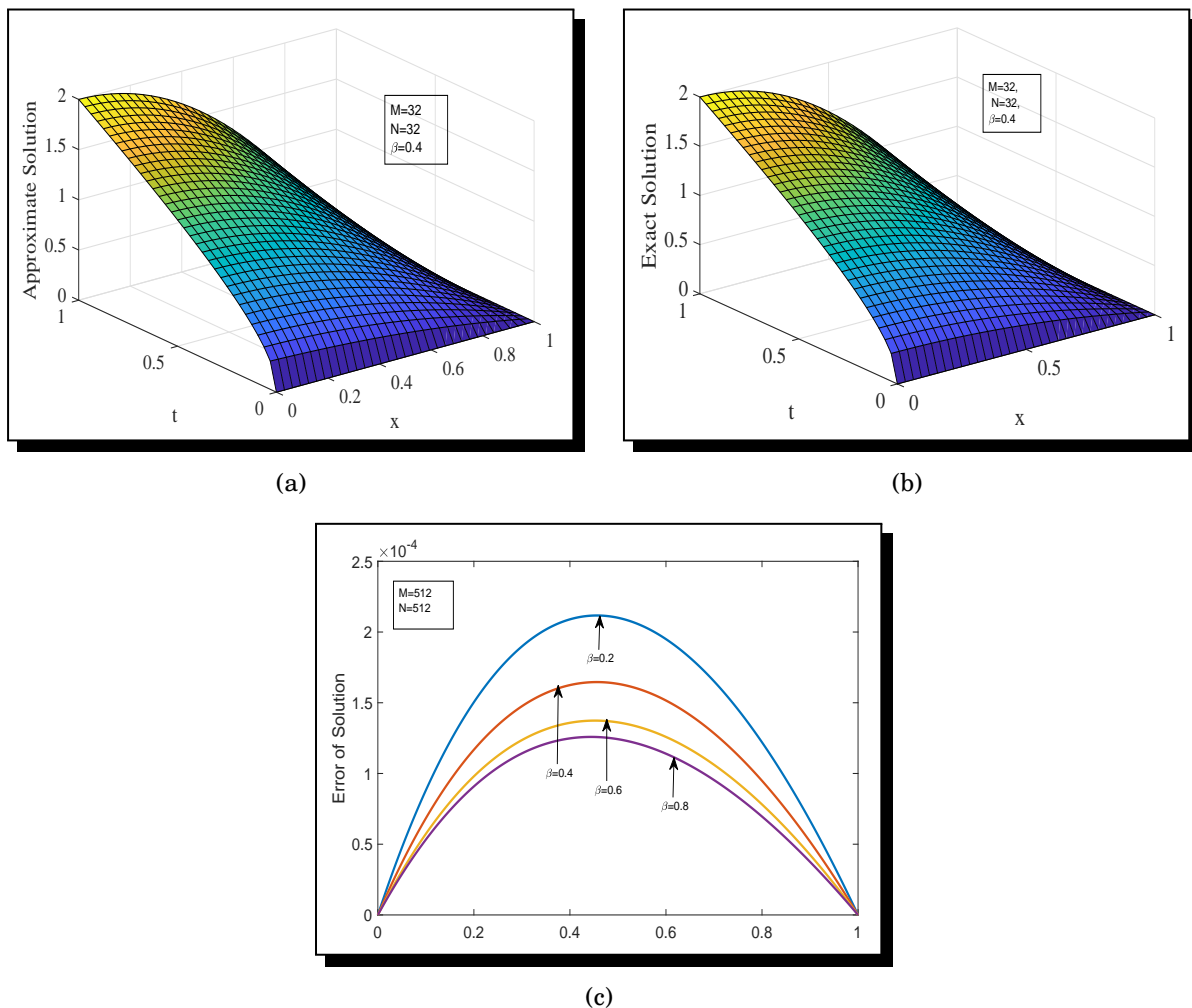 Approximate Solution
2
1.5
1
0.5
0
1
0.5
0
t
0
0.2
0.4
0.6
0.8
1
x
M=32
N=32
β=0.4
(a)
Exact Solution
2
1.5
1
0.5
0
1
0.5
0
t
0
0.5
1
x
M=32,
N=32,
β=0.4
(b)
×10-4
2.5
2
1.5
1
0.5
0
Error of Solution
M=512
N=512
β=0.2
β=0.4
β=0.6
β=0.8
0
0.2
0.4
0.6
0.8
1
(c)